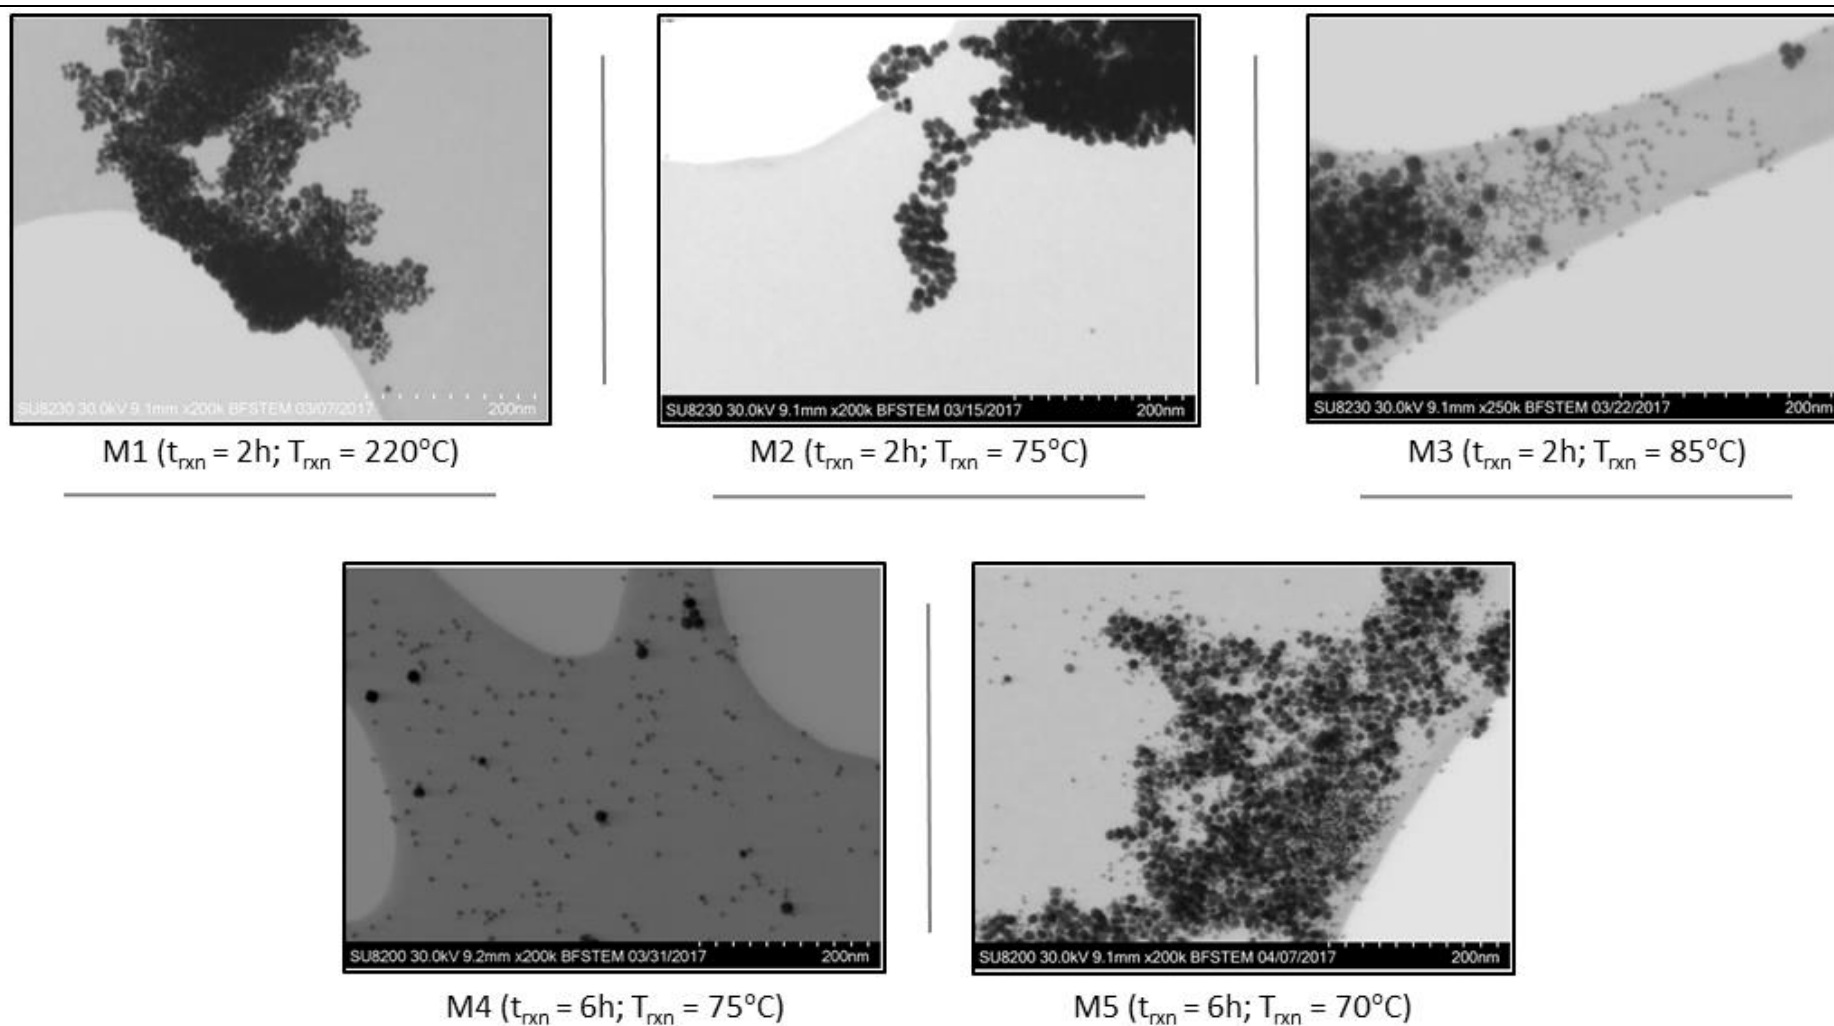 SU8230 30.0kV 9.1mm x200k BFSTEM 03/07/2017 200nm
SU8230 30.0kV 9.1mm x200k BFSTEM 03/15/2017 200nm
SU8230 30.0kV 9.1mm x250k BFSTEM 03/22/2017 200nm
M1 (trxn = 2h; Trxn = 220°C)
M2 (trxn = 2h; Trxn = 75°C)
M3 (trxn = 2h; Trxn = 85°C)
SU8200 30.0kV 9.2mm x200k BFSTEM 03/31/2017 200nm
SU8200 30.0kV 9.1mm x200k BFSTEM 04/07/2017 200nm
M4 (trxn = 6h; Trxn = 75°C)
M5 (trxn = 6h; Trxn = 70°C)